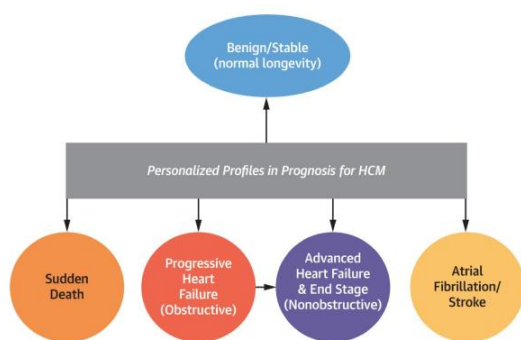 Benign/Stable
(normal longevity)
Personalized Profiles in Prognosis for HCM
Sudden
Death
Progressive
Heart
Failure
(Obstructive)
Advanced
Heart Failure
& End Stage
(Nonobstructive)
Atrial
Fibrillation/
Stroke